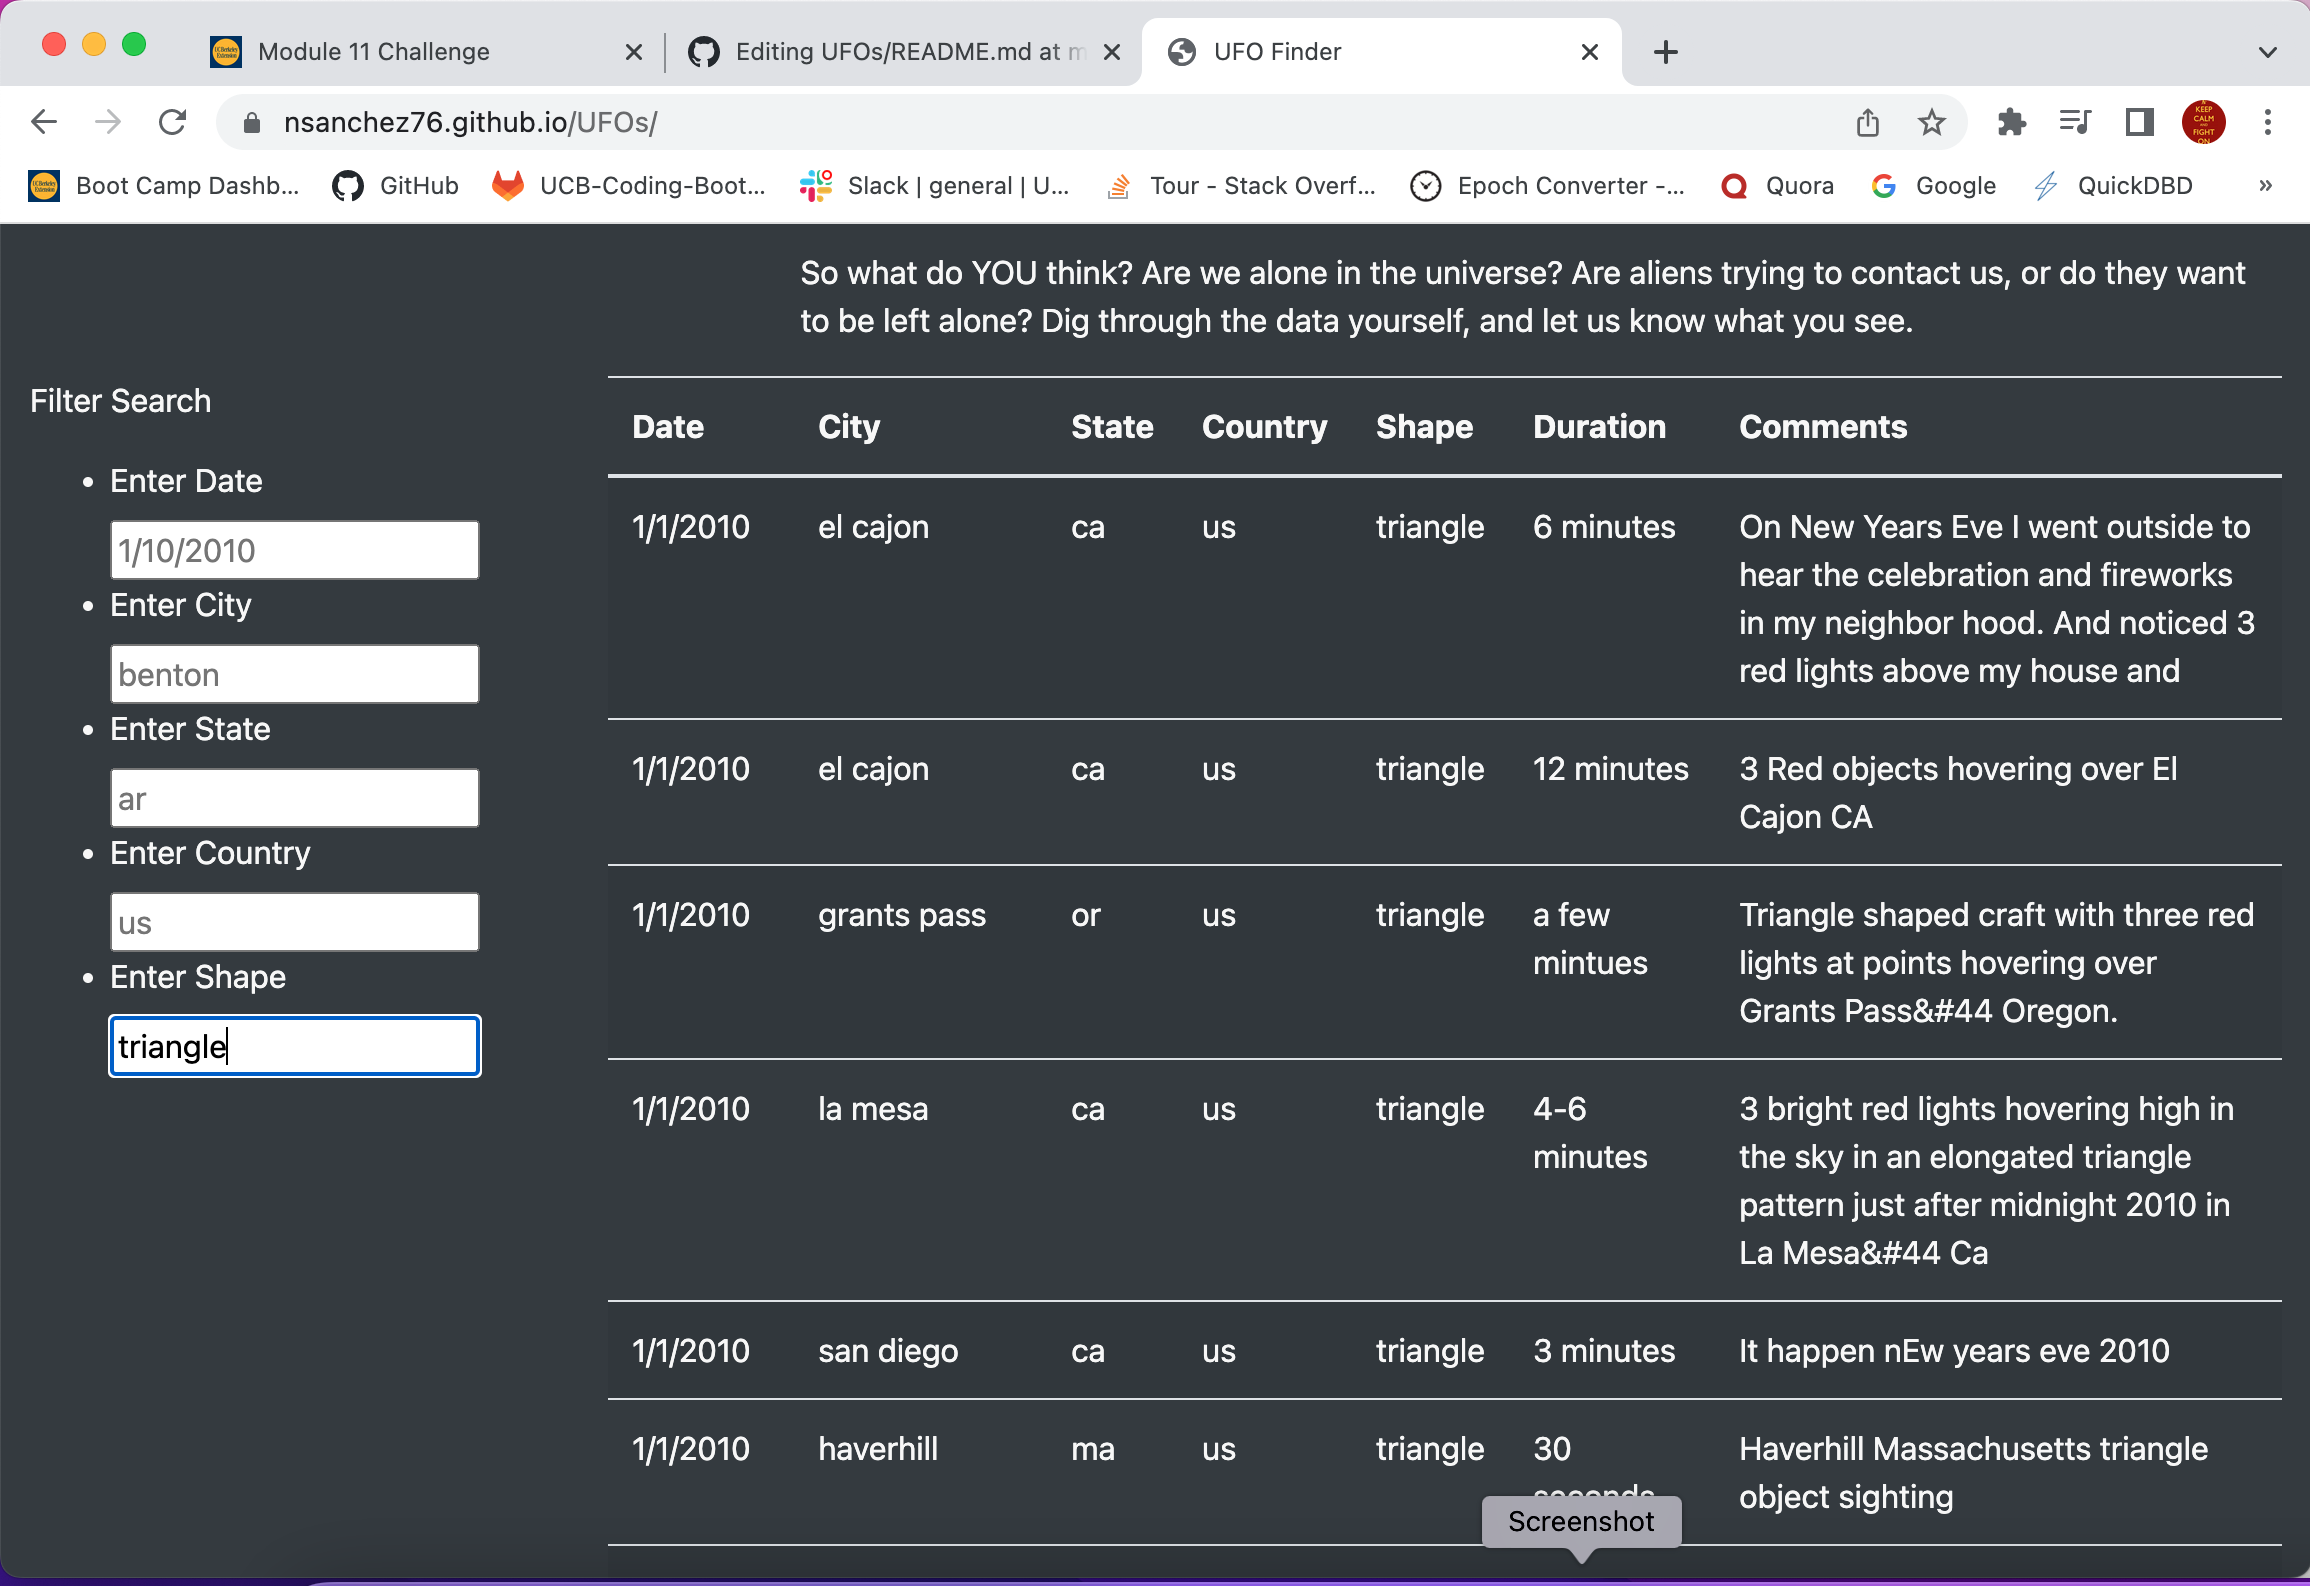 Module 11 Challenge
Editing UFOs/README.md at m
UFO Finder
nsanchez76.github.io/UFOs/
KEEP
CALM
AND
FIGHT
ON
Boot Camp Dashb...
GitHub
UCB-Coding-Boot...
Slack | general | U...
Tour - Stack Overf...
Epoch Converter -...
Quora
Google
QuickDBD
»
So what do YOU think? Are we alone in the universe? Are aliens trying to contact us, or do they want
to be left alone? Dig through the data yourself, and let us know what you see.
Filter Search
• Enter Date
1/10/2010
• Enter City
benton
• Enter State
ar
• Enter Country
us
• Enter Shape
triangle
Date City State Country Shape Duration Comments
1/1/2010 el cajon ca us triangle 6 minutes On New Years Eve I went outside to
hear the celebration and fireworks
in my neighbor hood. And noticed 3
red lights above my house and
1/1/2010 el cajon ca us triangle 12 minutes 3 Red objects hovering over El
Cajon CA
1/1/2010 grants pass or us triangle a few Triangle shaped craft with three red
mintues lights at points hovering over
Grants Pass&#44 Oregon.
1/1/2010 la mesa ca us triangle 4-6 3 bright red lights hovering high in
minutes the sky in an elongated triangle
pattern just after midnight 2010 in
La Mesa&#44 Ca
1/1/2010 san diego ca us triangle 3 minutes It happen nEw years eve 2010
1/1/2010 haverhill ma us triangle 30 Haverhill Massachusetts triangle
seconds object sighting
Screenshot